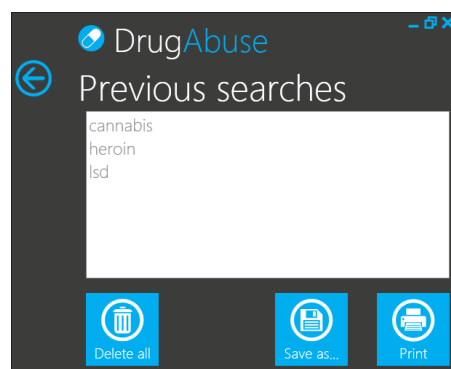 DrugAbuse
Previous searches
cannabis
heroin
lsd
Delete all
Save as...
Print